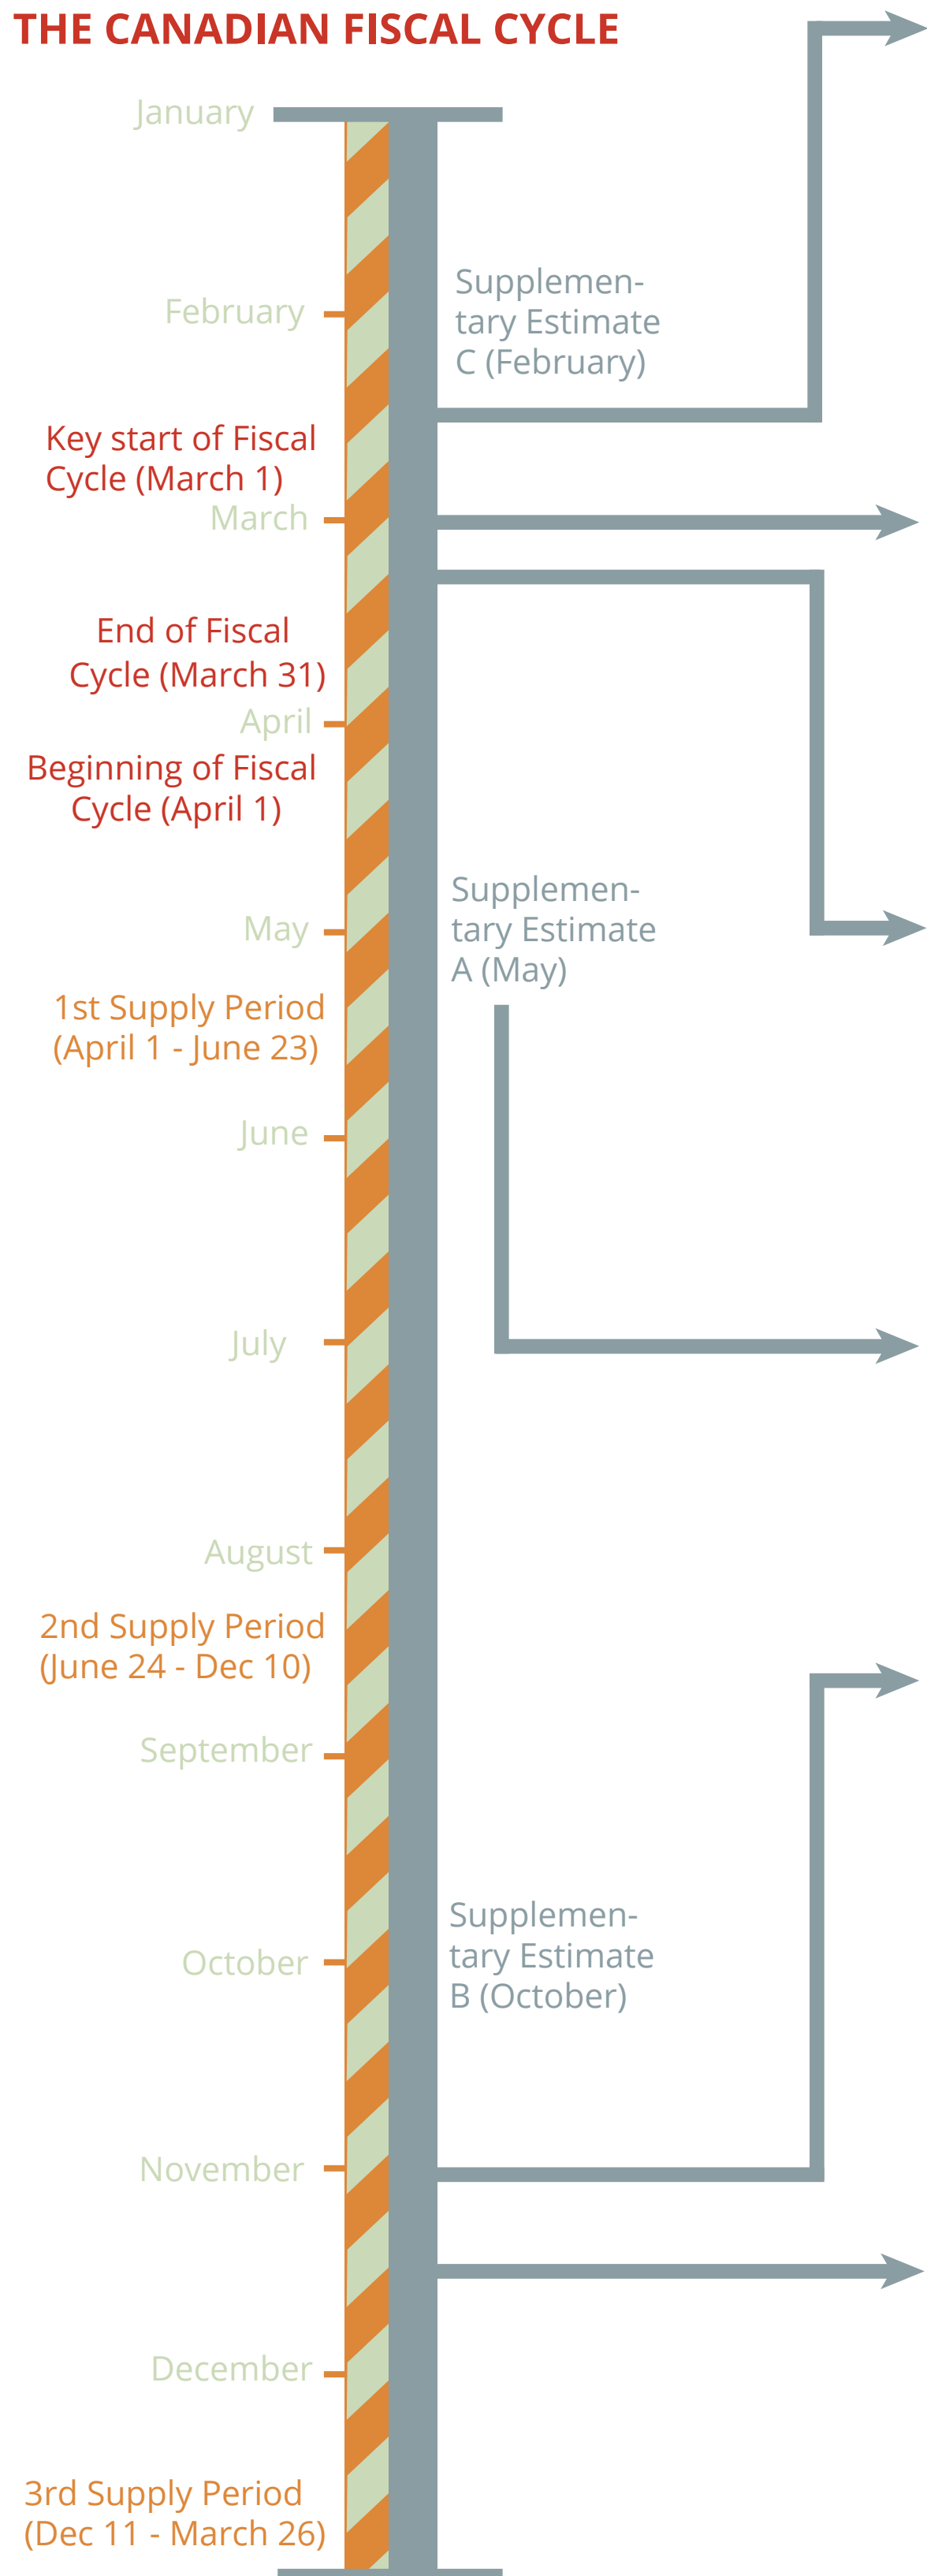 THE CANADIAN FISCAL CYCLE
January
February
Supplemen-
tary Estimate
C (February)
Key start of Fiscal
Cycle (March 1)
March
End of Fiscal
Cycle (March 31)
April
Beginning of Fiscal
Cycle (April 1)
May
Supplemen-
tary Estimate
A (May)
1st Supply Period
(April 1 - June 23)
June
July
August
2nd Supply Period
(June 24 - Dec 10)
September
October
Supplemen-
tary Estimate
B (October)
November
December
3rd Supply Period
(Dec 11 - March 26)